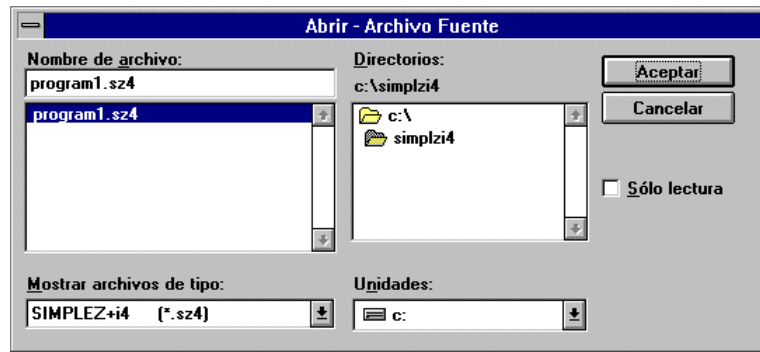 Abrir - Archivo Fuente
Nombre de archivo:
program1.sz4
program1.sz4
Directorios:
c:\simplzi4
c:\
simplzi4
Aceptar
Cancelar
Sólo lectura
Mostrar archivos de tipo:
SIMPLEZ+i4 (*.sz4)
Unidades:
c: